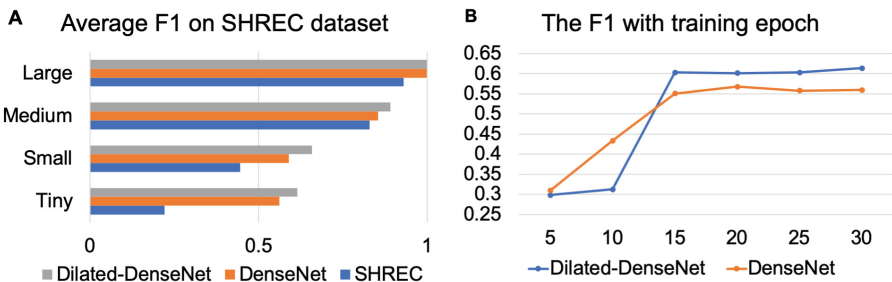 A
Average F1 on SHREC dataset
Large
Medium
Small
Tiny
0 0.5 1
Dilated-DenseNet DenseNet SHREC
B
The F1 with training epoch
0.65
0.6
0.55
0.5
0.45
0.4
0.35
0.3
0.25
5 10 15 20 25 30
Dilated-DenseNet DenseNet